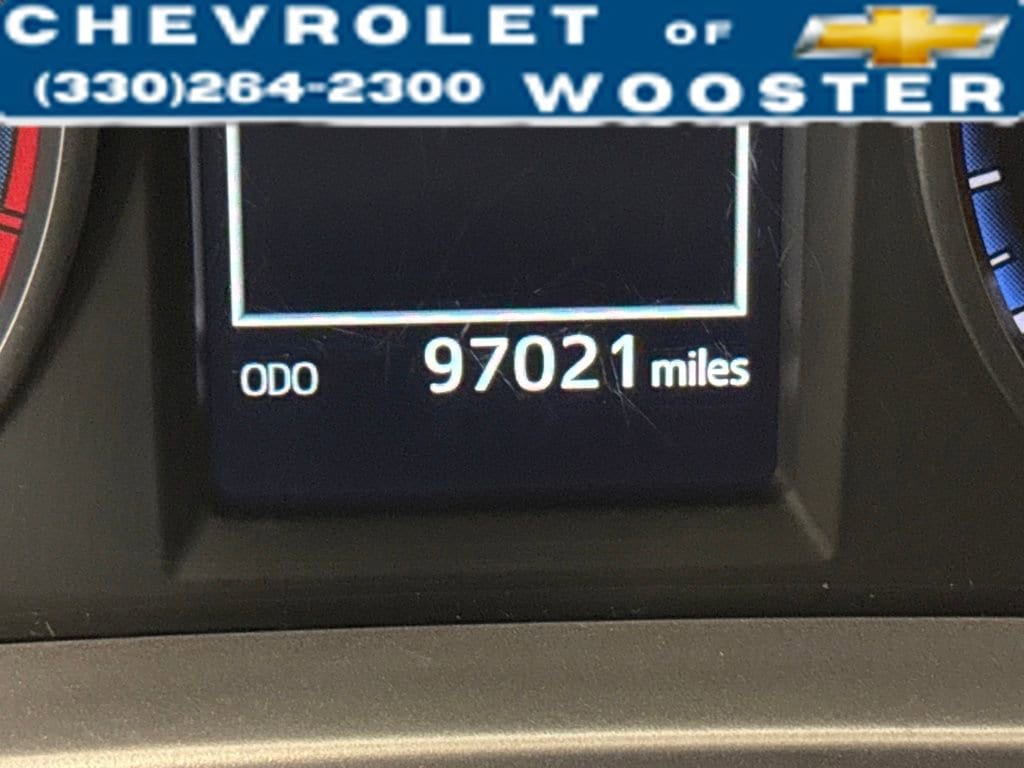 CHEVROLET OF
(330)264-2300 WOOSTER
ODO 97021 miles